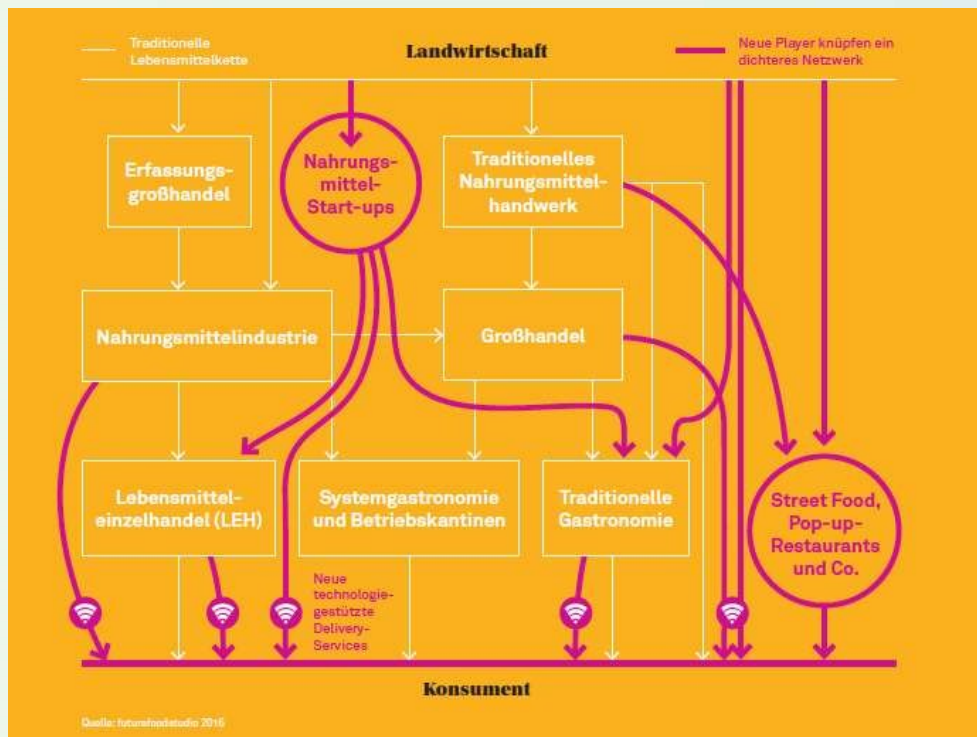 Traditionelle
Lebensmittelkette
Landwirtschaft
Neue Player knüpfen ein
dichteres Netzwerk
Erfassungs-
großhandel
Nahrungs-
mittel-
Start-ups
Traditionelles
Nahrungsmittel-
handwerk
Nahrungsmittelindustrie
Großhandel
Lebensmittel-
einzelhandel (LEH)
Systemgastronomie
und Betriebskantinen
Traditionelle
Gastronomie
Street Food,
Pop-up-
Restaurants
und Co.
Neue
technologie-
gestützte
Delivery-
Services
Konsument
Quelle: futurefoodstudio 2016